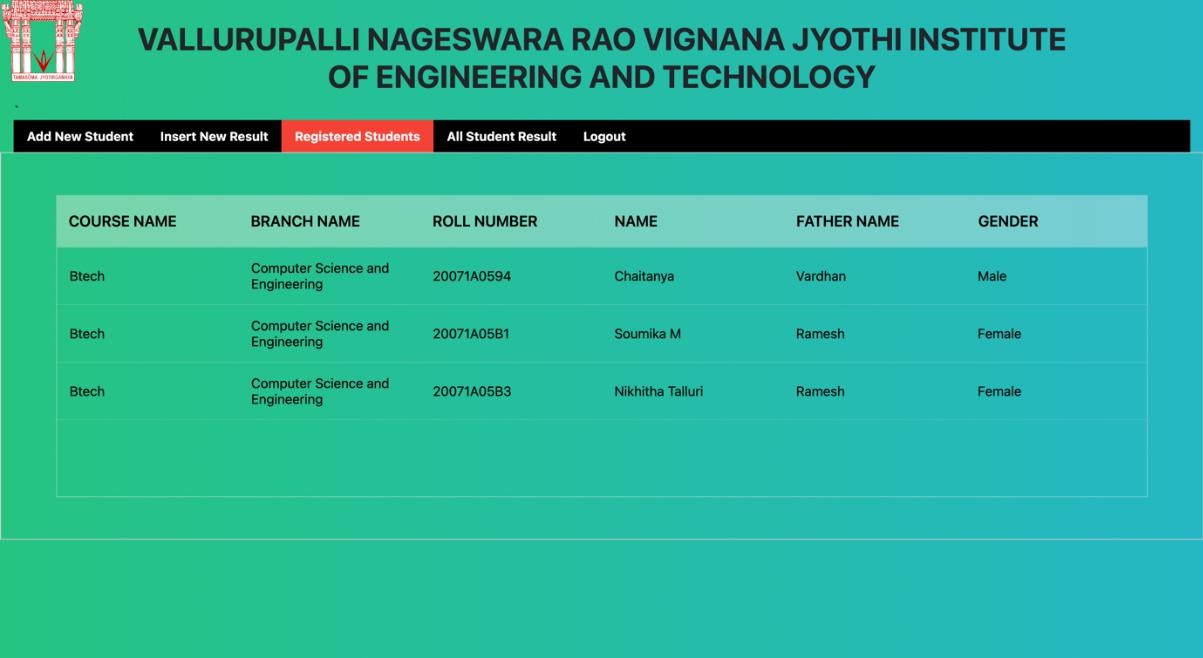 VALLURUPALLI NAGESWARA RAO VIGNANA JYOTHI INSTITUTE
OF ENGINEERING AND TECHNOLOGY
TAMASOMA JYOTIRGAMAYA
Add New Student Insert New Result Registered Students All Student Result Logout
COURSE NAME BRANCH NAME ROLL NUMBER NAME FATHER NAME GENDER
Btech Computer Science and Engineering 20071A0594 Chaitanya Vardhan Male
Btech Computer Science and Engineering 20071A05B1 Soumika M Ramesh Female
Btech Computer Science and Engineering 20071A05B3 Nikhitha Talluri Ramesh Female